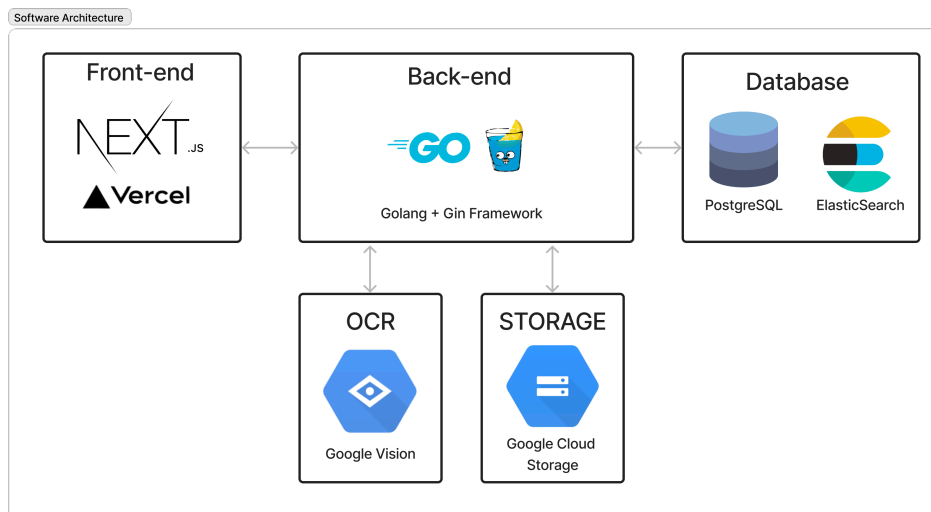 Software Architecture
Front-end
NEXT.JS
Vercel
Back-end
GO
Golang + Gin Framework
Database
PostgreSQL
ElasticSearch
OCR
Google Vision
STORAGE
Google Cloud
Storage